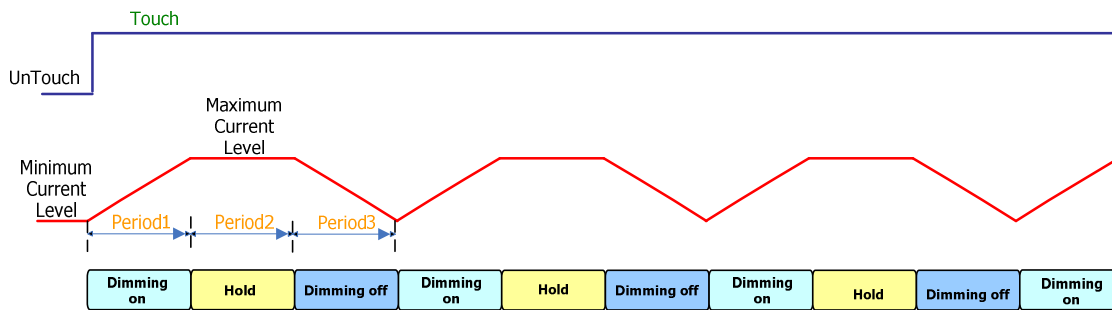 Touch
UnTouch
Maximum
Current
Level
Minimum
Current
Level
Period1
Period2
Period3
Dimming
on
Hold
Dimming off
Dimming
on
Hold
Dimming off
Dimming
on
Hold
Dimming off
Dimming
on